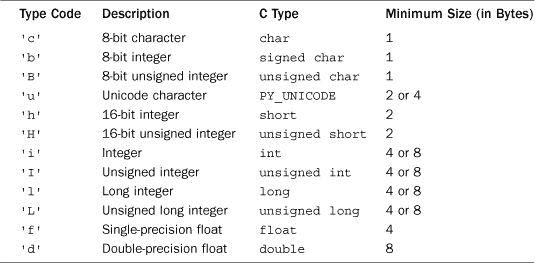 Type Code Description C Type Minimum Size (in Bytes)
'c' 8-bit character char 1
'b' 8-bit integer signed char 1
'B' 8-bit unsigned integer unsigned char 1
'u' Unicode character PY_UNICODE 2 or 4
'h' 16-bit integer short 2
'H' 16-bit unsigned integer unsigned short 2
'i' Integer int 4 or 8
'I' Unsigned integer unsigned int 4 or 8
'l' Long integer long 4 or 8
'L' Unsigned long integer unsigned long 4 or 8
'f' Single-precision float float 4
'd' Double-precision float double 8